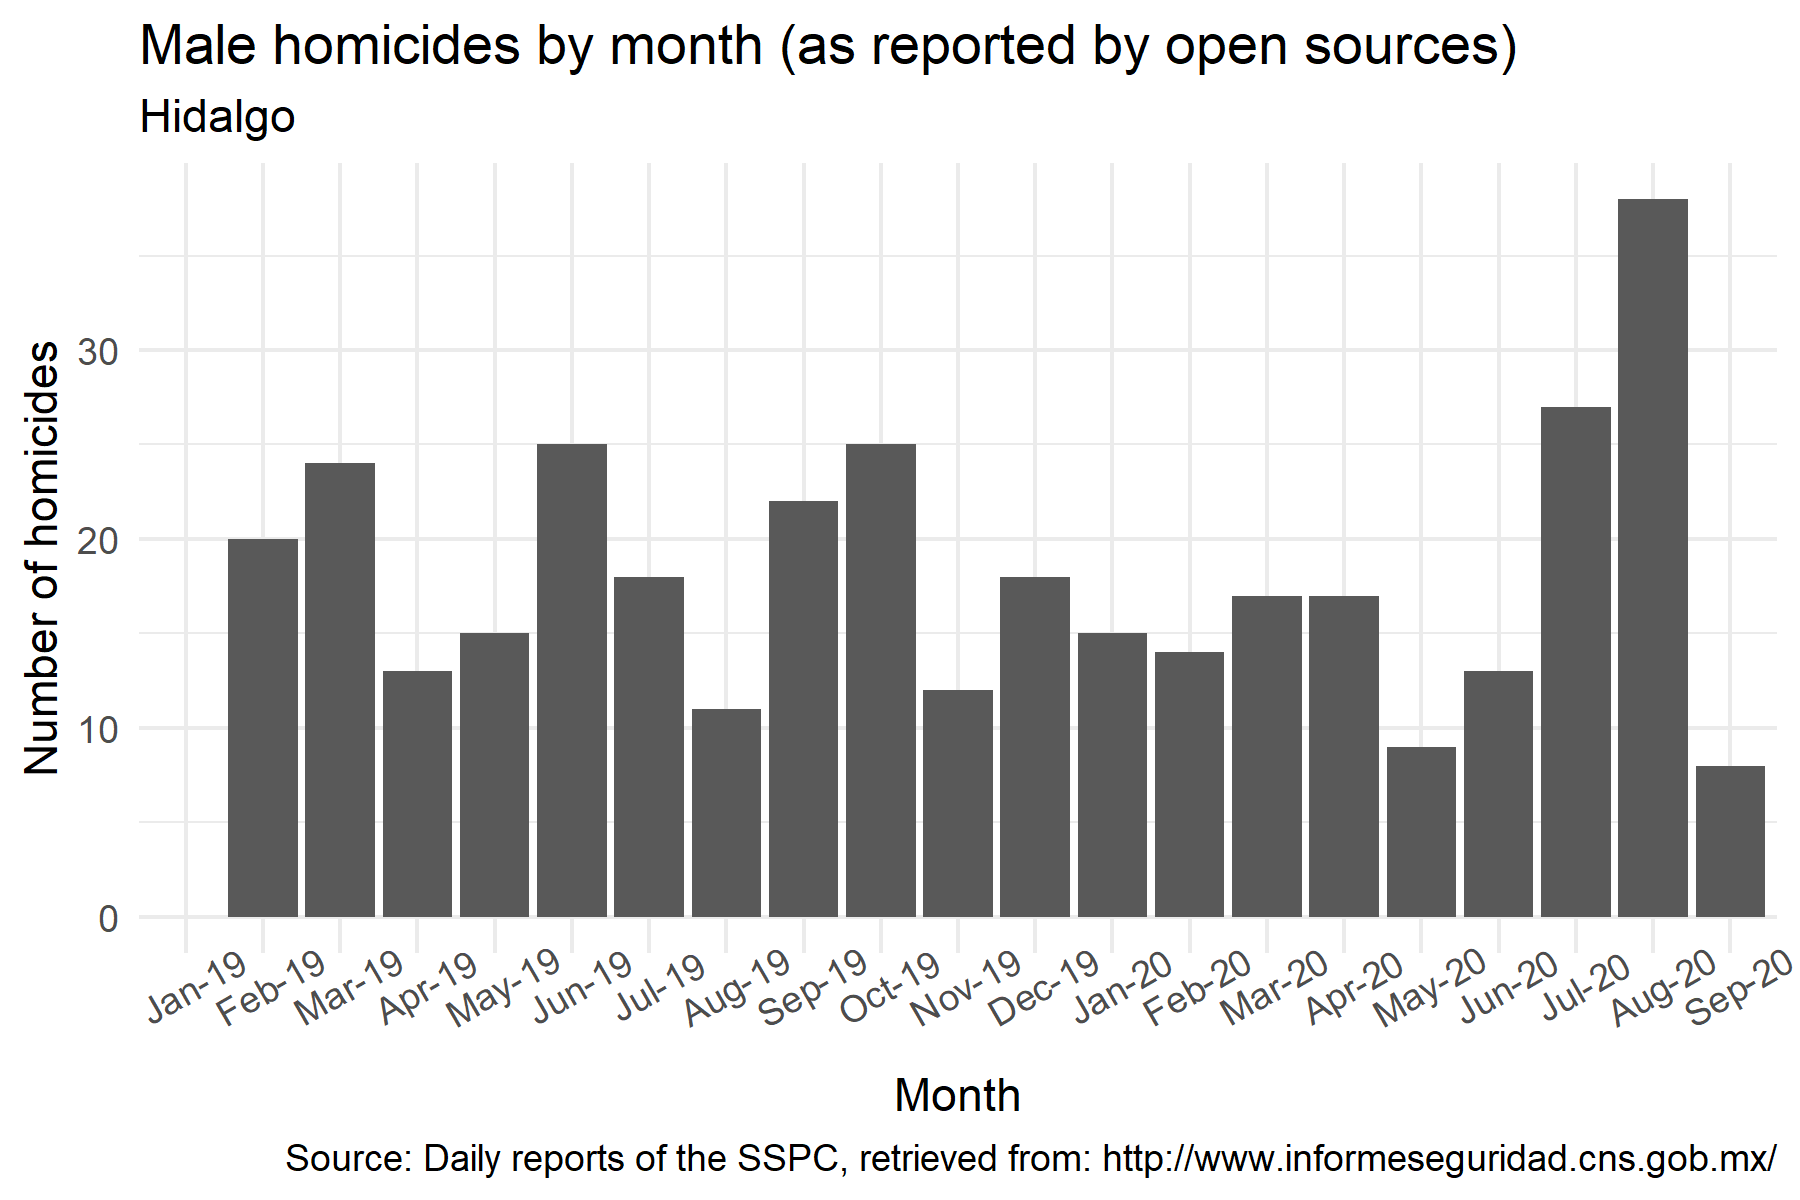 Male homicides by month (as reported by open sources)
Hidalgo
Number of homicides
30
20
10
0
Jan-19
Feb-19
Mar-19
Apr-19
May-19
Jun-19
Jul-19
Aug-19
Sep-19
Oct-19
Nov-19
Dec-19
Jan-20
Feb-20
Mar-20
Apr-20
May-20
Jun-20
Jul-20
Aug-20
Sep-20
Month
Source: Daily reports of the SSPC, retrieved from: http://www.informeseguridad.cns.gob.mx/